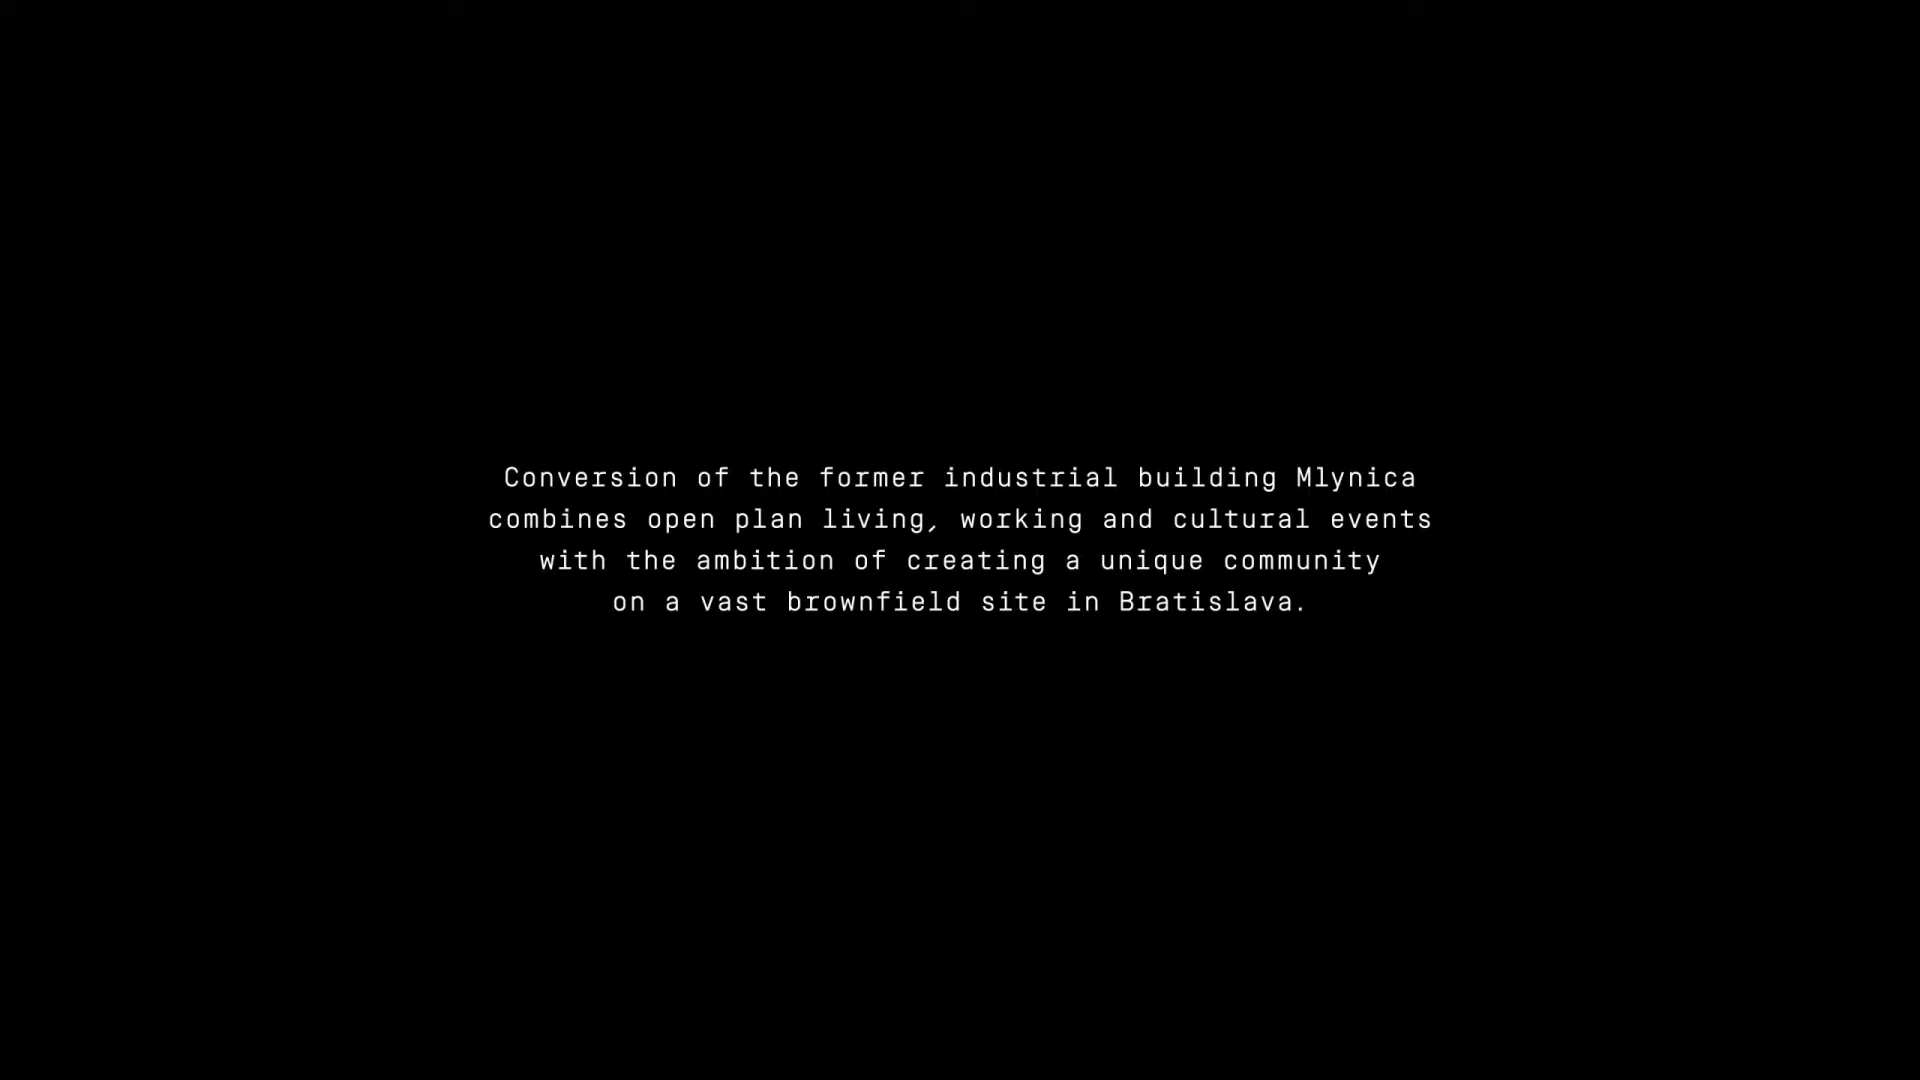 Conversion of the former industrial building Mlynica
combines open plan living, working and cultural events
with the ambition of creating a unique community
on a vast brownfield site in Bratislava.